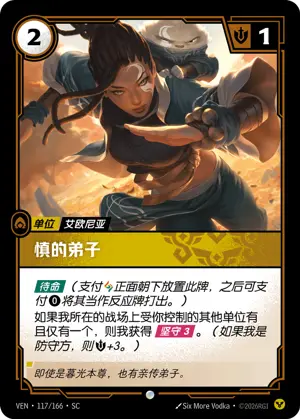 2
1
单位 艾欧尼亚
慎的弟子
待命（支付正面朝下放置此牌，之后可支
付0将其当作反应牌打出。）
如果我所在的战场上受你控制的其他单位有
且仅有一个，则我获得 坚守 3 。（如果我是
防守方，则+3。）
即使是暮光本尊，也有亲传弟子。
VEN • 117/166 • SC
Six More Vodka ©2026RGI